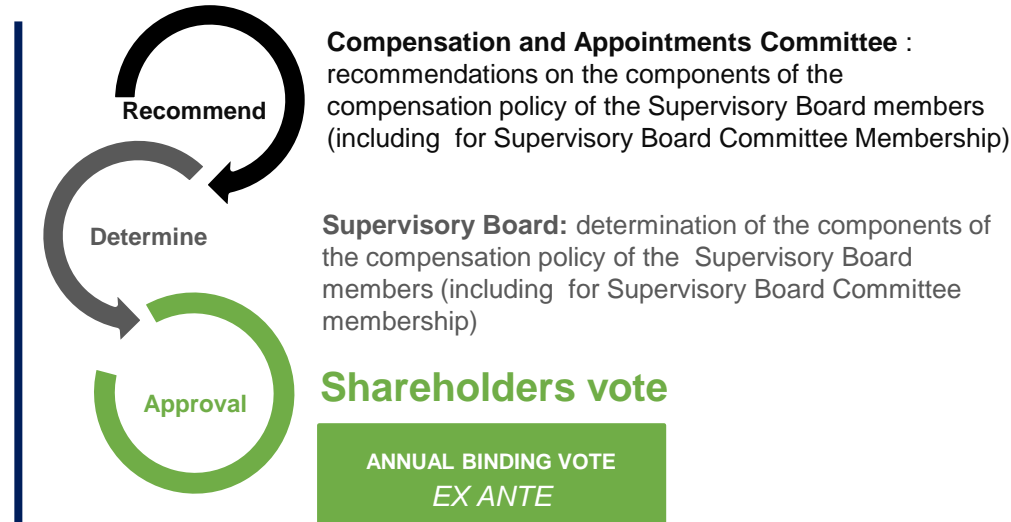 Recommend
Compensation and Appointments Committee :
recommendations on the components of the
compensation policy of the Supervisory Board members
(including for Supervisory Board Committee Membership)
Determine
Supervisory Board: determination of the components of
the compensation policy of the Supervisory Board
members (including for Supervisory Board Committee
membership)
Approval
Shareholders vote
ANNUAL BINDING VOTE
EX ANTE